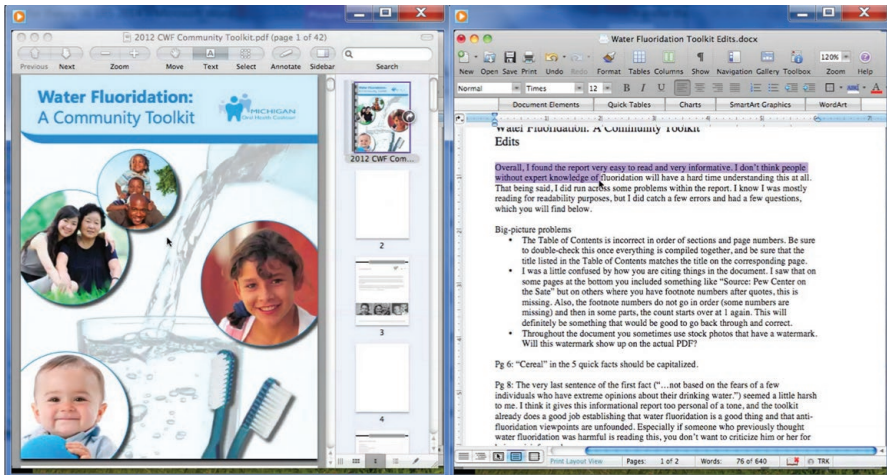 2012 CWF Community Toolkit.pdf (page 1 of 42)
Previous Next Zoom Move Text Select Annotate Sidebar Search
Water Fluoridation:
A Community Toolkit
MICHIGAN
Oral Health Coalition
2012 CWF Com...
2
3
4
Water Fluoridation Toolkit Edits.docx
120%
New Open Save Print Undo Redo Format Tables Columns Show Navigation Gallery Toolbox Zoom Help
Normal Times 12 B I U
Document Elements Quick Tables Charts SmartArt Graphics WordArt
Water Fluoridation: A Community Toolkit
Edits
Overall, I found the report very easy to read and very informative. I don't think people
without expert knowledge of fluoridation will have a hard time understanding this at all.
That being said, I did run across some problems within the report. I know I was mostly
reading for readability purposes, but I did catch a few errors and had a few questions,
which you will find below.
Big-picture problems
• The Table of Contents is incorrect in order of sections and page numbers. Be sure
to double-check this once everything is compiled together, and be sure that the
title listed in the Table of Contents matches the title on the corresponding page.
• I was a little confused by how you are citing things in the document. I saw that on
some pages at the bottom you included something like "Source: Pew Center on
the Sate" but on others where you have footnote numbers after quotes, this is
missing. Also, the footnote numbers do not go in order (some numbers are
missing) and then in some parts, the count starts over at 1 again. This will
definitely be something that would be good to go back through and correct.
• Throughout the document you sometimes use stock photos that have a watermark.
Will this watermark show up on the actual PDF?
Pg 6: "Cereal" in the 5 quick facts should be capitalized.
Pg 8: The very last sentence of the first fact ("…not based on the fears of a few
individuals who have extreme opinions about their drinking water.") seemed a little harsh
to me. I think it gives this informational report too personal of a tone, and the toolkit
already does a good job establishing that water fluoridation is a good thing and that anti-
fluoridation viewpoints are unfounded. Especially if someone who previously thought
water fluoridation was harmful is reading this, you don't want to criticize him or her for
Print Layout View Pages: 1 of 2 Words: 76 of 640 TRK